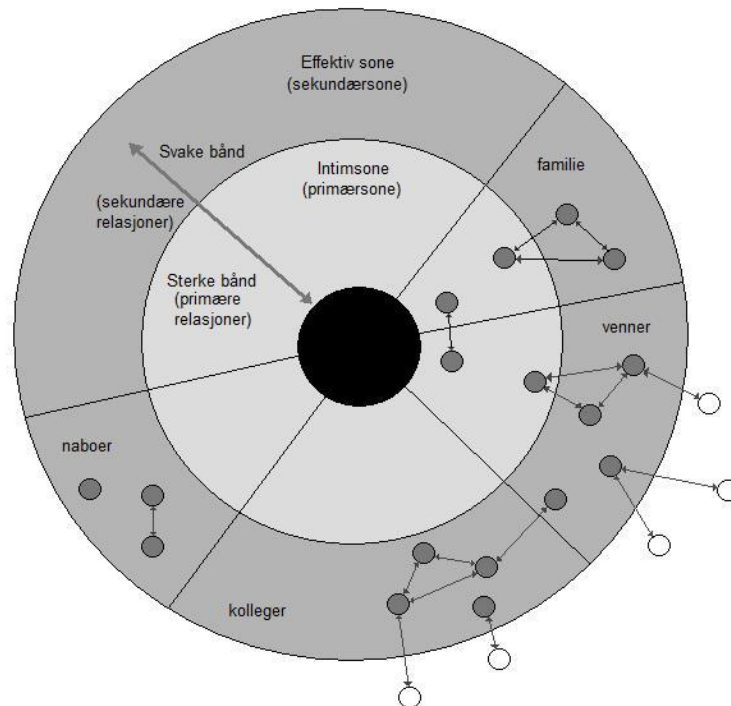 Effektiv sone
(sekundærsone)
Svake bånd
Intimsone
(primærsone)
familie
(sekundære
relasjoner)
Sterke bånd
(primære
relasjoner)
venner
naboer
kolleger